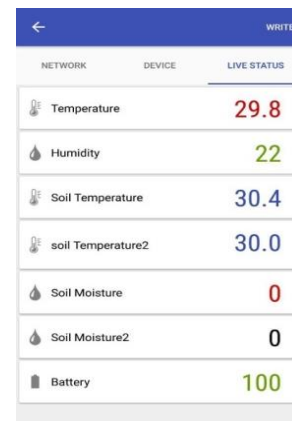 WRITE
NETWORK DEVICE LIVE STATUS
Temperature 29.8
Humidity 22
Soil Temperature 30.4
soil Temperature2 30.0
Soil Moisture 0
Soil Moisture2 0
Battery 100